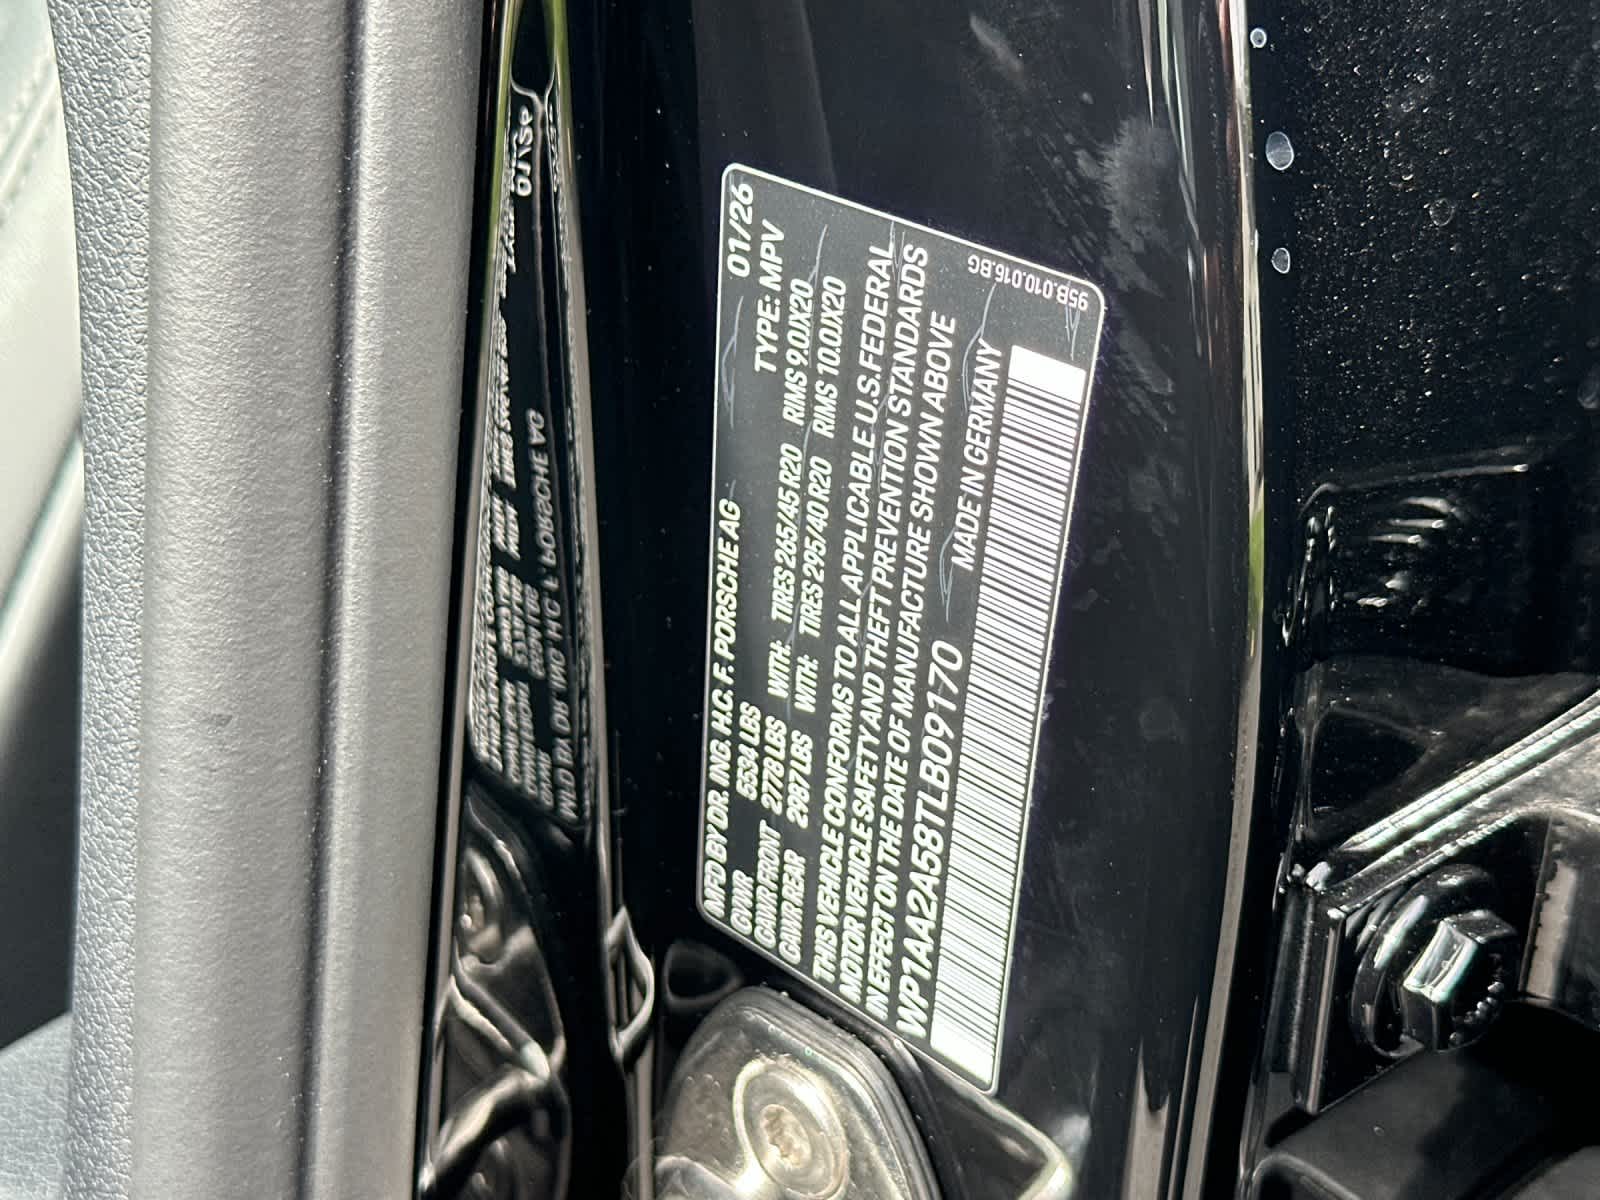 MFD BY DR. ING. H.C. F. PORSCHE AG 01/26
GVWR 5534 LBS TYPE: MPV
GAWR FRONT 2778 LBS WITH: TIRES 265/45 R20 RIMS 9.0X20
GAWR REAR 2987 LBS WITH: TIRES 295/40 R20 RIMS 10.0X20
THIS VEHICLE CONFORMS TO ALL APPLICABLE U.S. FEDERAL
MOTOR VEHICLE SAFETY AND THEFT PREVENTION STANDARDS
IN EFFECT ON THE DATE OF MANUFACTURE SHOWN ABOVE
WP1AA2A58TLB09170 MADE IN GERMANY
95B.010.016.BG